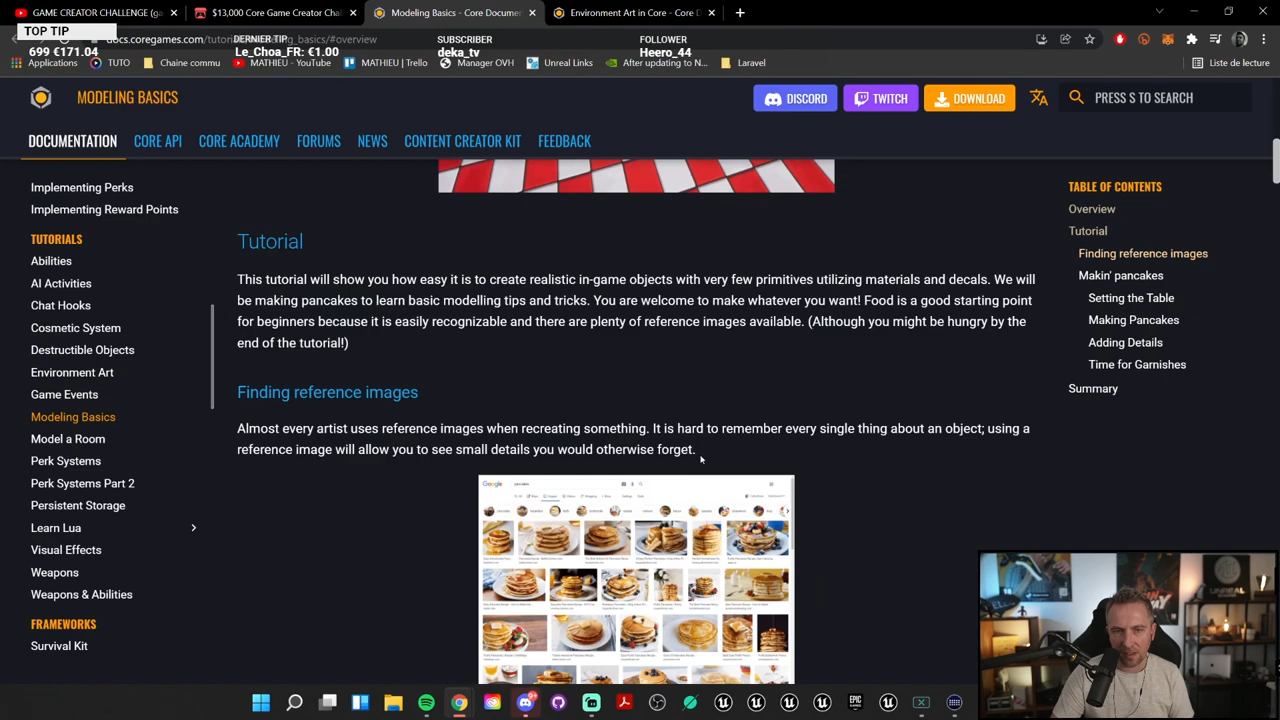 GAME CREATOR CHALLENGE (ga
$13,000 Core Game Creator Chal
Modeling Basics - Core Documen
Environment Art in Core - Core D
TOP TIP
699 €171.04
DERNIER TIP
Le_Choa_FR: €1.00
SUBSCRIBER
deka_tv
FOLLOWER
Heero_44
docs.coregames.com/tutor
/#overview
Applications
TUTO
Chaine commu
MATHIEU - YouTube
MATHIEU | Trello
Manager OVH
Unreal Links
After updating to N...
Laravel
Liste de lecture
MODELING BASICS
DISCORD
TWITCH
DOWNLOAD
PRESS S TO SEARCH
DOCUMENTATION
CORE API
CORE ACADEMY
FORUMS
NEWS
CONTENT CREATOR KIT
FEEDBACK
Implementing Perks
Implementing Reward Points
TUTORIALS
Abilities
AI Activities
Chat Hooks
Cosmetic System
Destructible Objects
Environment Art
Game Events
Modeling Basics
Model a Room
Perk Systems
Perk Systems Part 2
Persistent Storage
Learn Lua
Visual Effects
Weapons
Weapons & Abilities
FRAMEWORKS
Survival Kit
Tutorial
This tutorial will show you how easy it is to create realistic in-game objects with very few primitives utilizing materials and decals. We will
be making pancakes to learn basic modelling tips and tricks. You are welcome to make whatever you want! Food is a good starting point
for beginners because it is easily recognizable and there are plenty of reference images available. (Although you might be hungry by the
end of the tutorial!)
Finding reference images
Almost every artist uses reference images when recreating something. It is hard to remember every single thing about an object; using a
reference image will allow you to see small details you would otherwise forget.
Google
TABLE OF CONTENTS
Overview
Tutorial
Finding reference images
Makin' pancakes
Setting the Table
Making Pancakes
Adding Details
Time for Garnishes
Summary